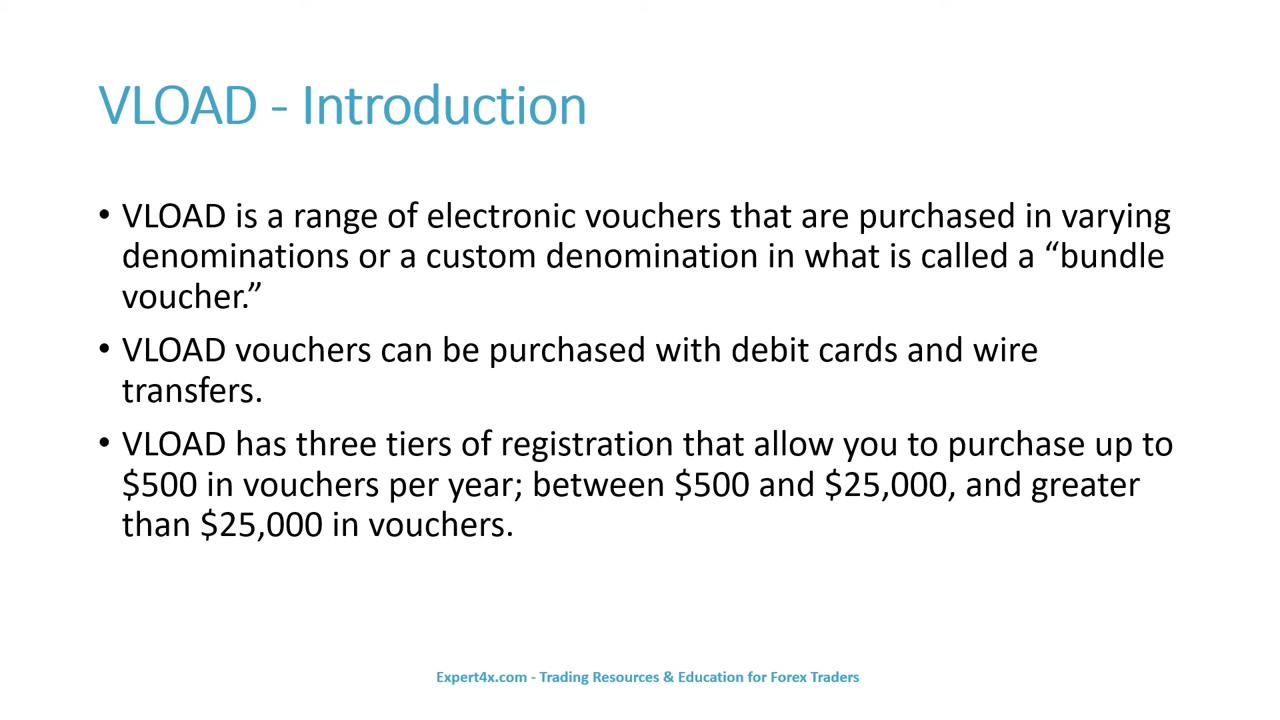 VLOAD - Introduction
• VLOAD is a range of electronic vouchers that are purchased in varying
denominations or a custom denomination in what is called a “bundle
voucher.”
• VLOAD vouchers can be purchased with debit cards and wire
transfers.
• VLOAD has three tiers of registration that allow you to purchase up to
$500 in vouchers per year; between $500 and $25,000, and greater
than $25,000 in vouchers.
Expert4x.com - Trading Resources & Education for Forex Traders